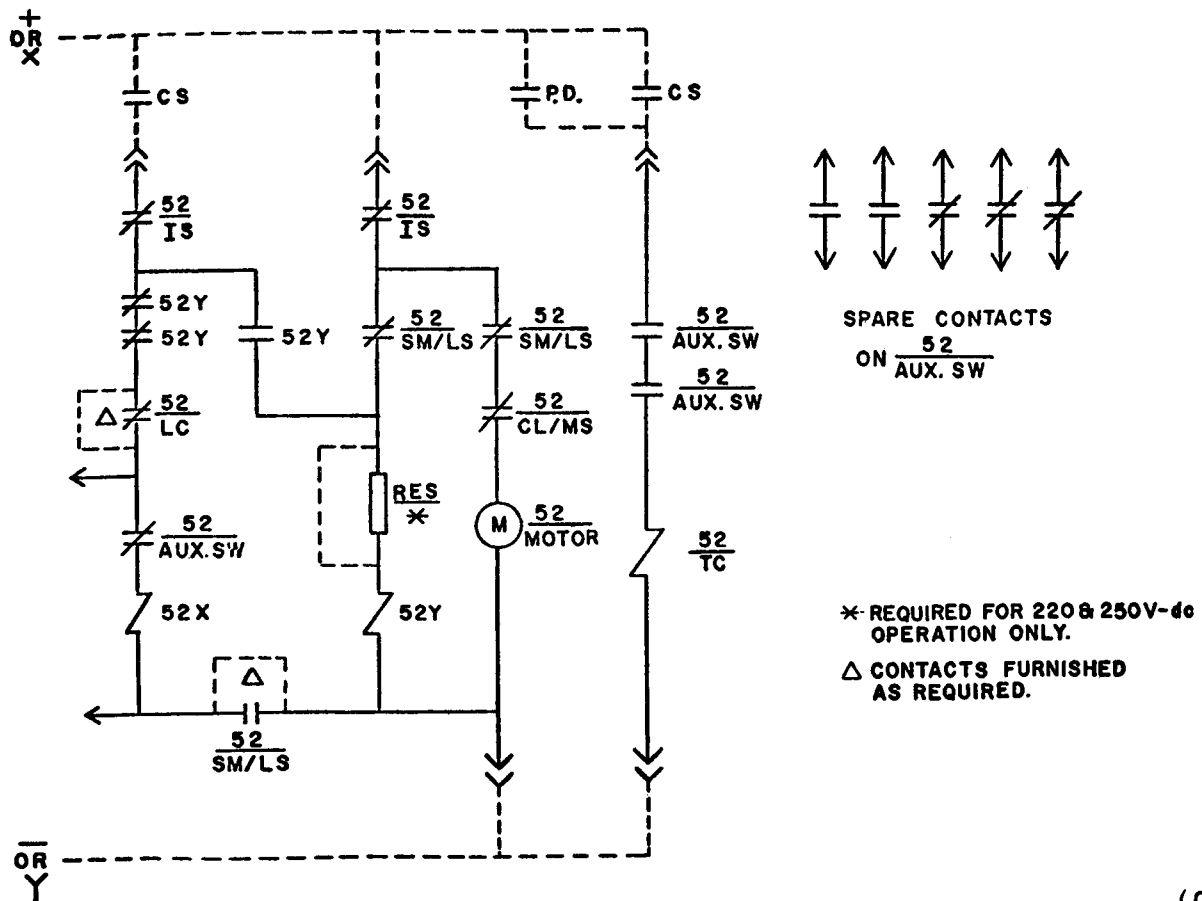 +
OR
X
CS
P.D.
CS
52
IS
52
IS
52Y
52Y
52Y
52
SM/LS
52
SM/LS
52
AUX. SW
52
AUX. SW
SPARE CONTACTS
ON 52
AUX. SW
△
52
LC
52
CL/MS
RES
*
M
52
MOTOR
52
AUX. SW
52
TC
52X
52Y
* REQUIRED FOR 220 & 250V-dc
OPERATION ONLY.
△ CONTACTS FURNISHED
AS REQUIRED.
△
52
SM/LS
—
OR
Y